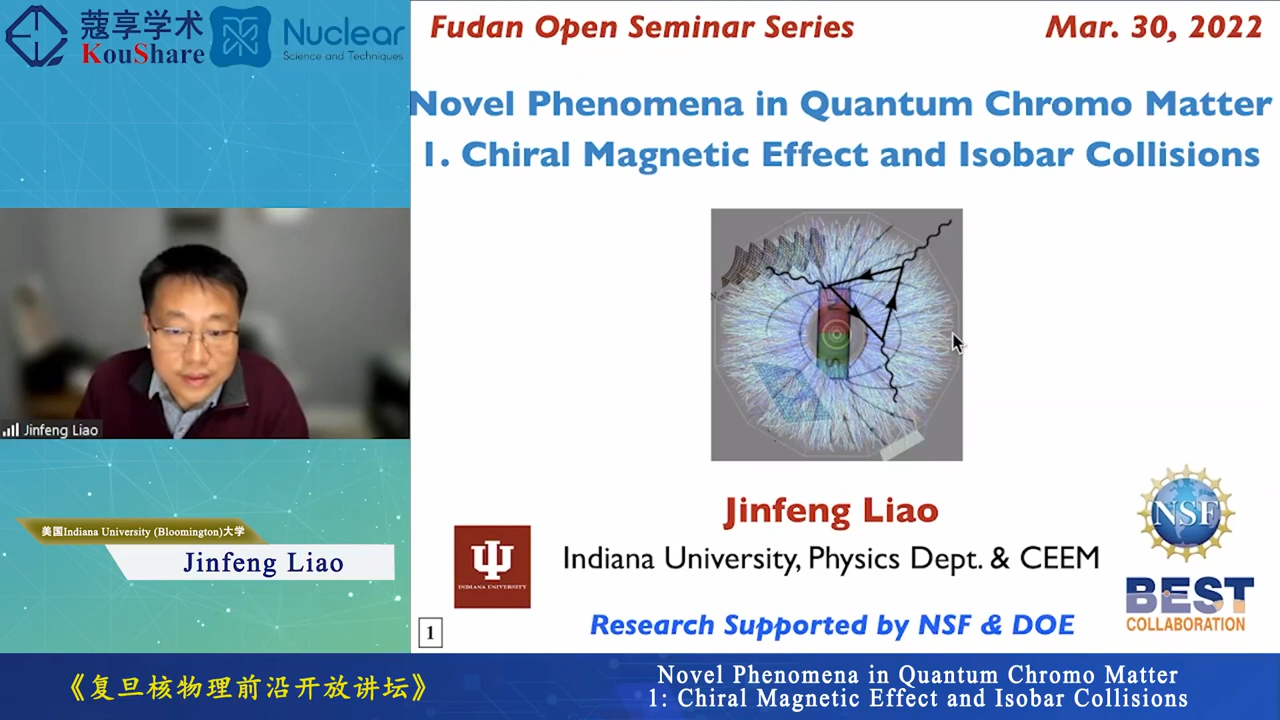 蔻享学术
KouShare
Nuclear
Science and Techniques
Fudan Open Seminar Series
Mar. 30, 2022
Novel Phenomena in Quantum Chromo Matter
1. Chiral Magnetic Effect and Isobar Collisions
Jinfeng Liao
美国Indiana University (Bloomington)大学
Jinfeng Liao
Jinfeng Liao
Indiana University, Physics Dept. & CEEM
Research Supported by NSF & DOE
INDIANA UNIVERSITY
NSF
BEST
COLLABORATION
1
《复旦核物理前沿开放讲坛》
Novel Phenomena in Quantum Chromo Matter
1: Chiral Magnetic Effect and Isobar Collisions